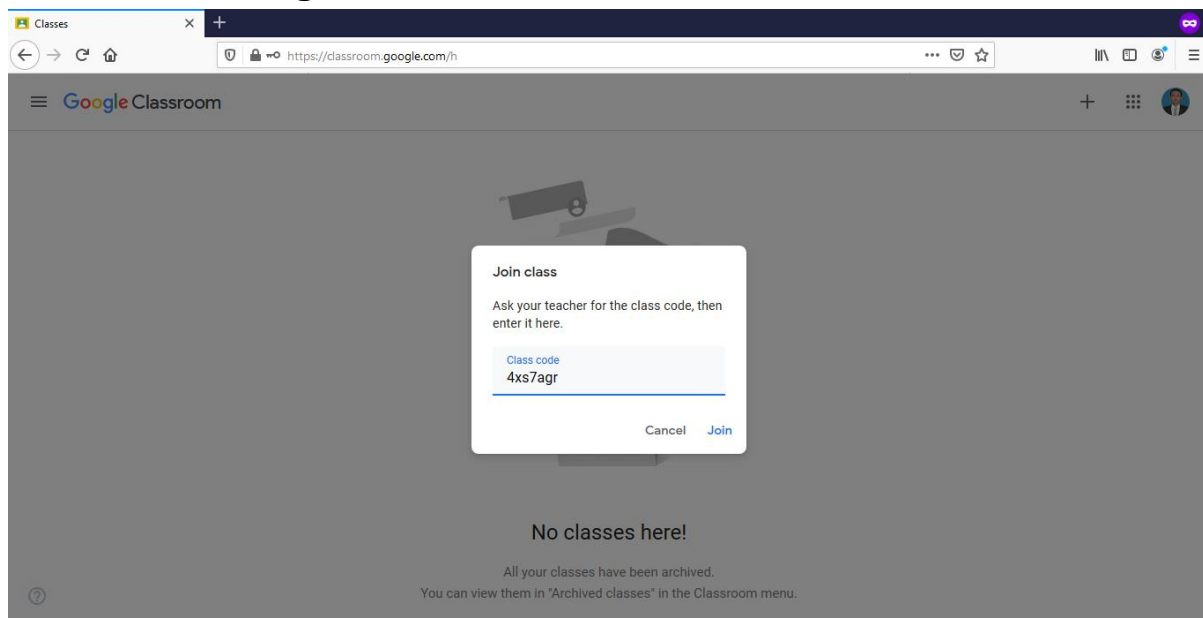 Classes
https://classroom.google.com/h
Google Classroom
Join class
Ask your teacher for the class code, then
enter it here.
Class code
4xs7agr
Cancel Join
No classes here!
All your classes have been archived.
You can view them in "Archived classes" in the Classroom menu.